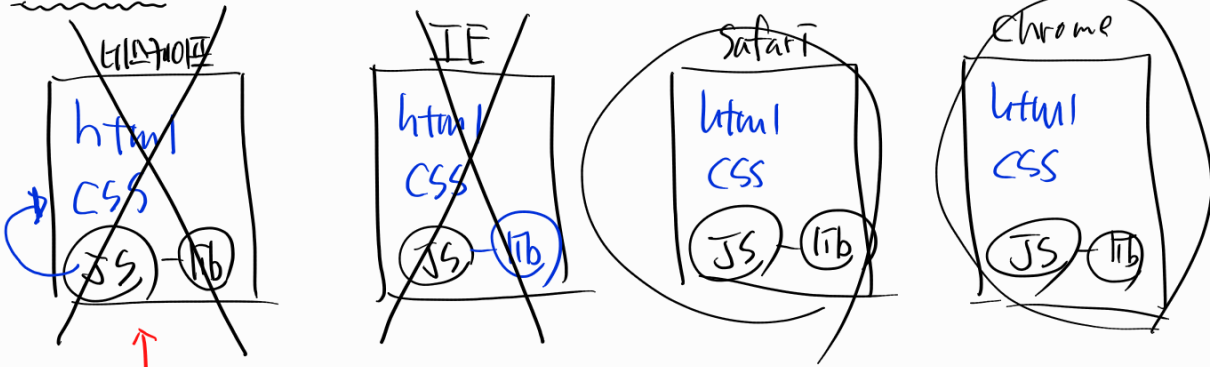 네스케이프 IE Safari Chrome
html html html html
CSS CSS CSS CSS
JS lib JS lib JS lib JS lib